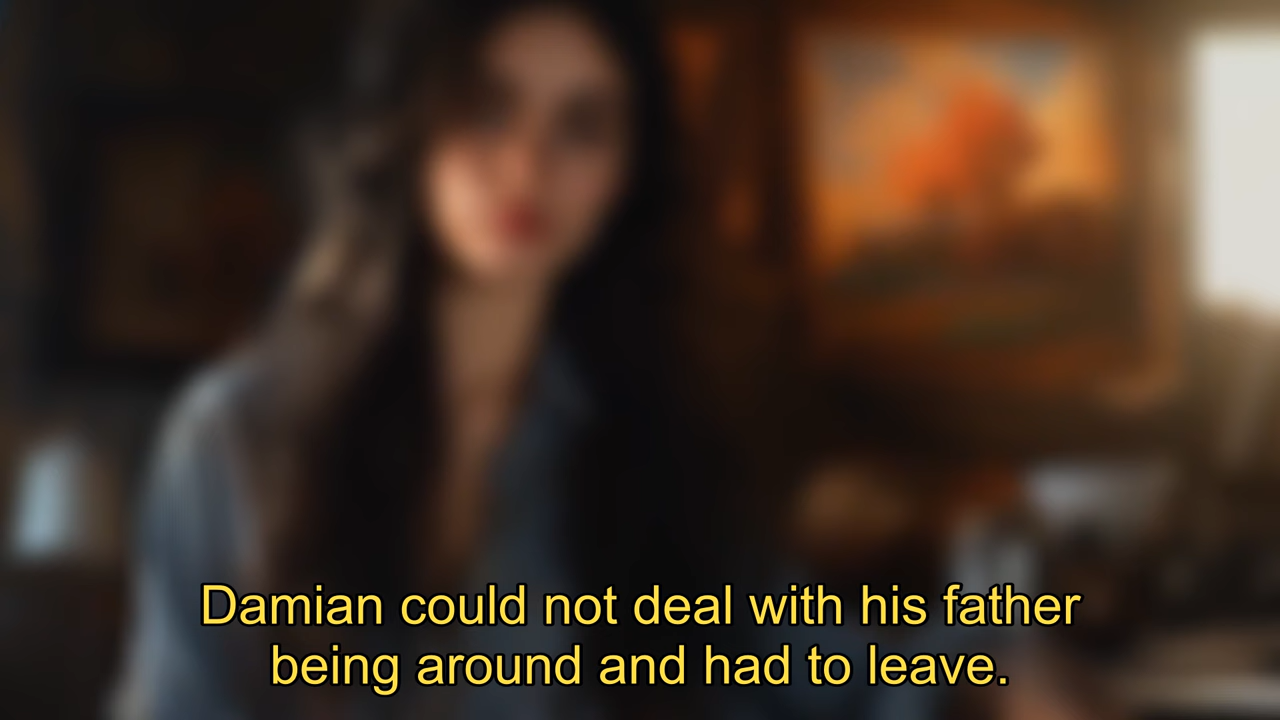 Damian could not deal with his father
being around and had to leave.